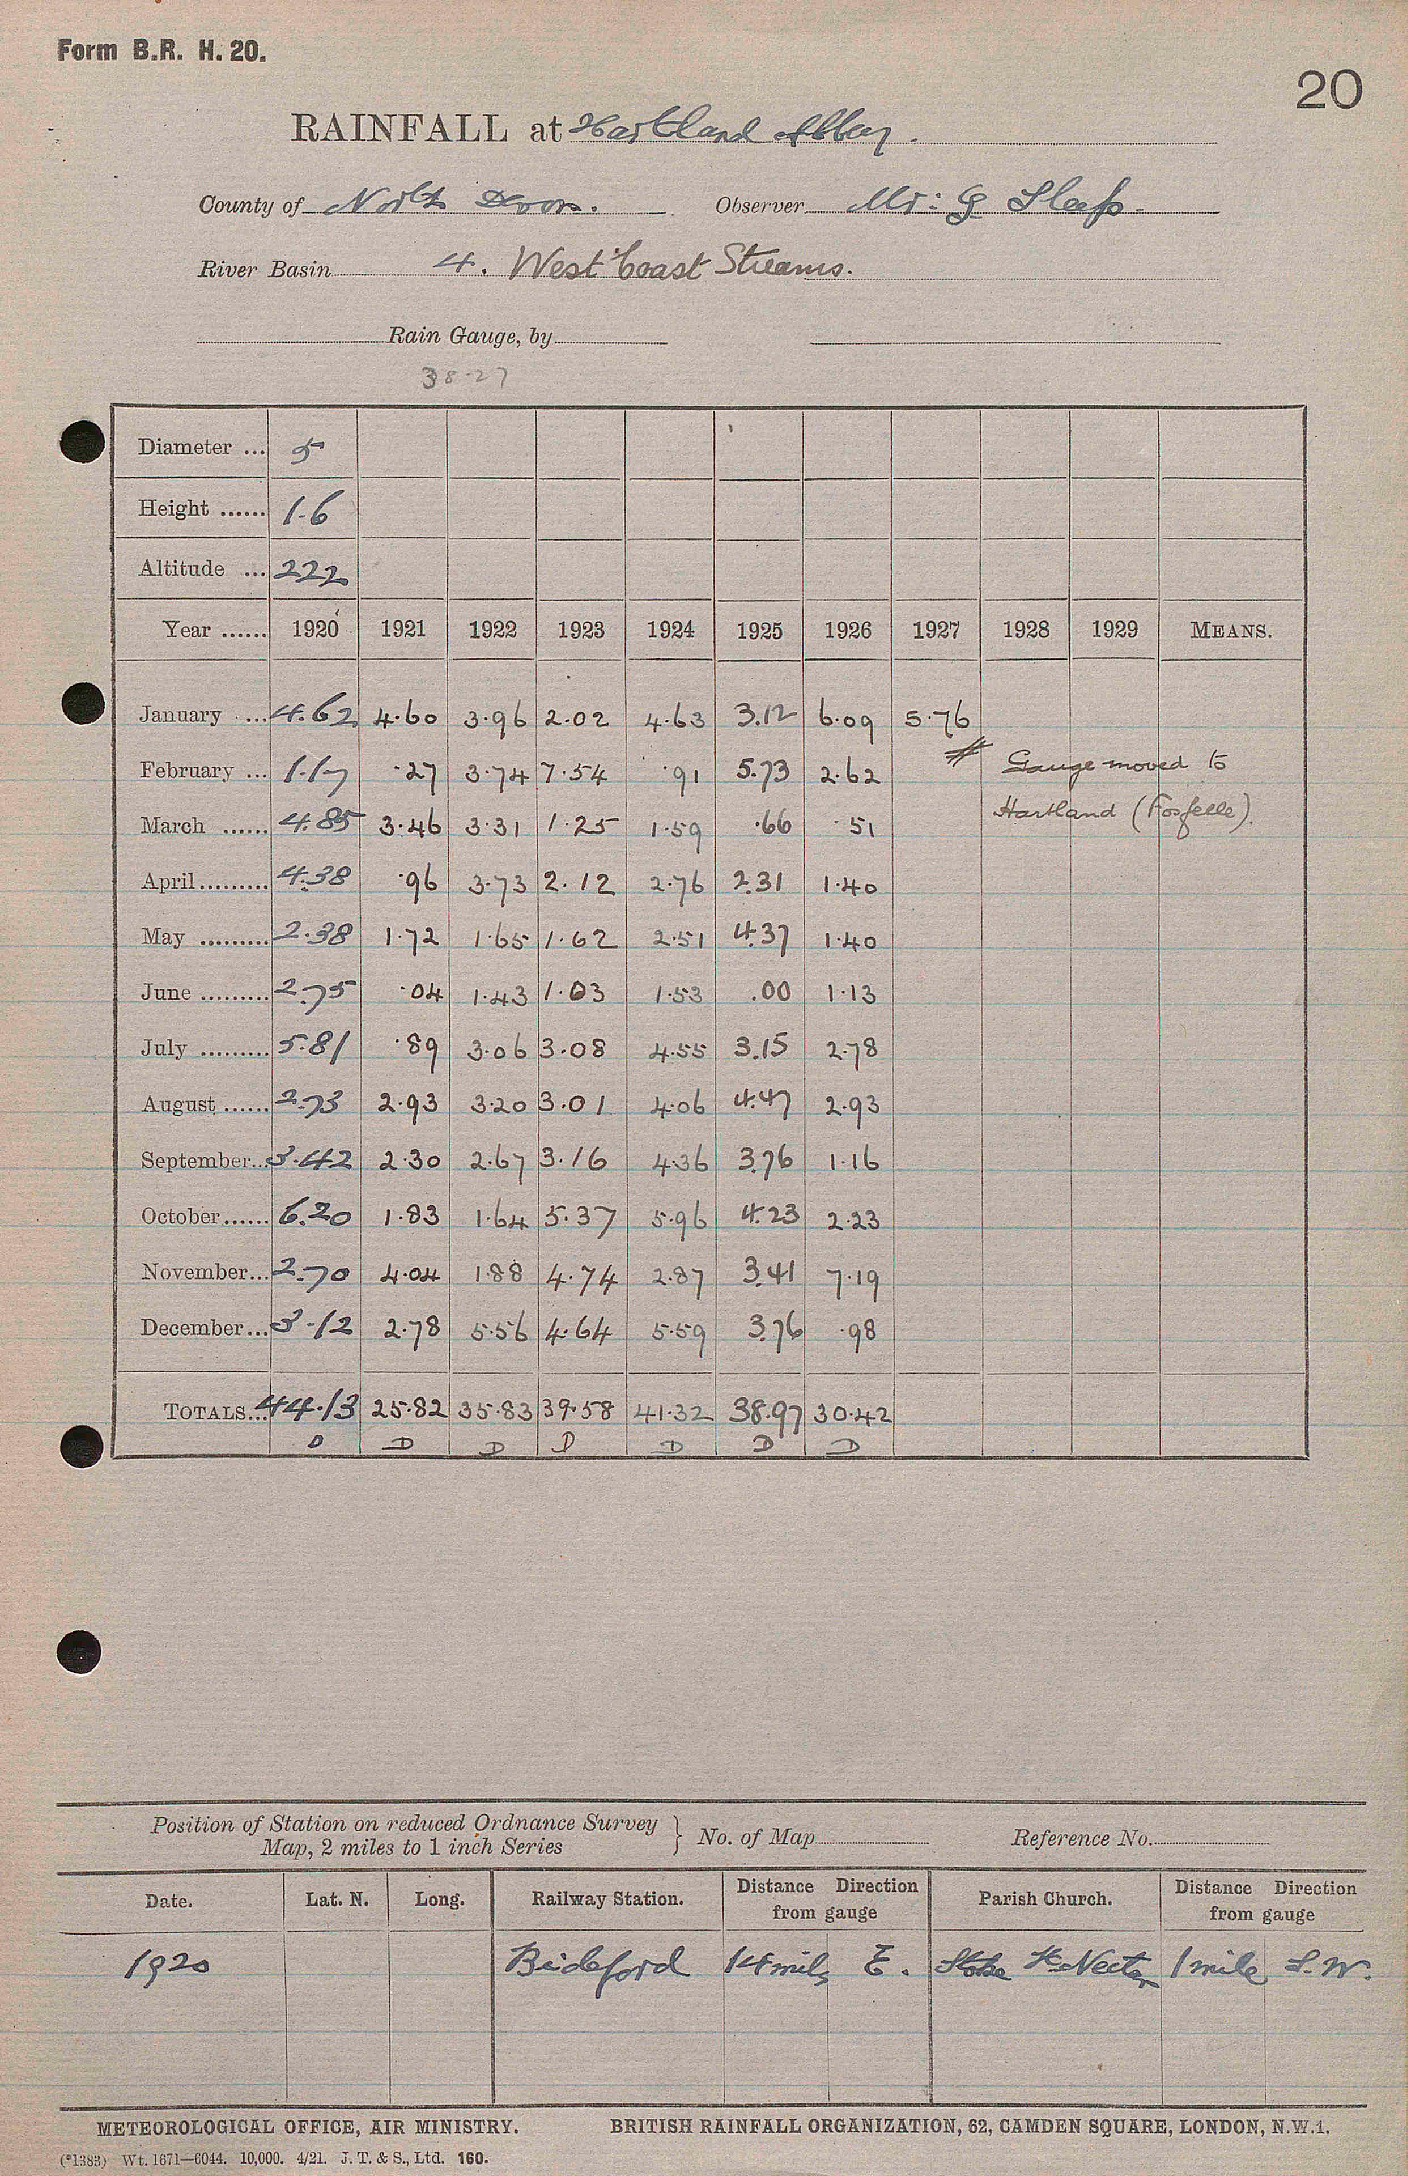 Form B.R. H. 20.
20
RAINFALL at Hartland Abbey.
County of North Devon. Observer Mr: G Sleep.
River Basin 4. West Coast Streams.
Rain Gauge, by
38.27
Diameter ... 5
Height ...... 1.6
Altitude ... 222
Year ...... 1920 1921 1922 1923 1924 1925 1926 1927 1928 1929 MEANS.
January ... 4.62 4.60 3.96 2.02 4.63 3.12 6.09 5.76
February ... 1.17 .27 3.74 7.54 .91 5.73 2.62 # Gauge moved to
March ...... 4.85 3.46 3.31 1.25 1.59 .66 .51 Hartland (Fosfelle).
April ......... 4.38 .96 3.73 2.12 2.76 2.31 1.40
May ......... 2.38 1.72 1.65 1.62 2.51 4.37 1.40
June ......... 2.75 .04 1.43 1.03 1.53 .00 1.13
July ......... 5.81 .89 3.06 3.08 4.55 3.15 2.78
August ...... 2.73 2.93 3.20 3.01 4.06 4.47 2.93
September... 3.42 2.30 2.67 3.16 4.36 3.76 1.16
October ...... 6.20 1.83 1.64 5.37 5.96 4.23 2.23
November... 2.70 4.04 1.88 4.74 2.87 3.41 7.19
December ... 3.12 2.78 5.56 4.64 5.59 3.76 .98
TOTALS... 44.13 25.82 35.83 39.58 41.32 38.97 30.42
D D D D D D D
Position of Station on reduced Ordnance Survey
Map, 2 miles to 1 inch Series } No. of Map Reference No.
Date. Lat. N. Long. Railway Station. Distance Direction from gauge Parish Church. Distance Direction from gauge
1920 Bideford 14 mils E. Stoke St Necten 1 mile S.W.
METEOROLOGICAL OFFICE, AIR MINISTRY. BRITISH RAINFALL ORGANIZATION, 62, CAMDEN SQUARE, LONDON, N.W.1.
(*1383) Wt. 1671—6044. 10,000. 4/21. J. T. & S., Ltd. 160.